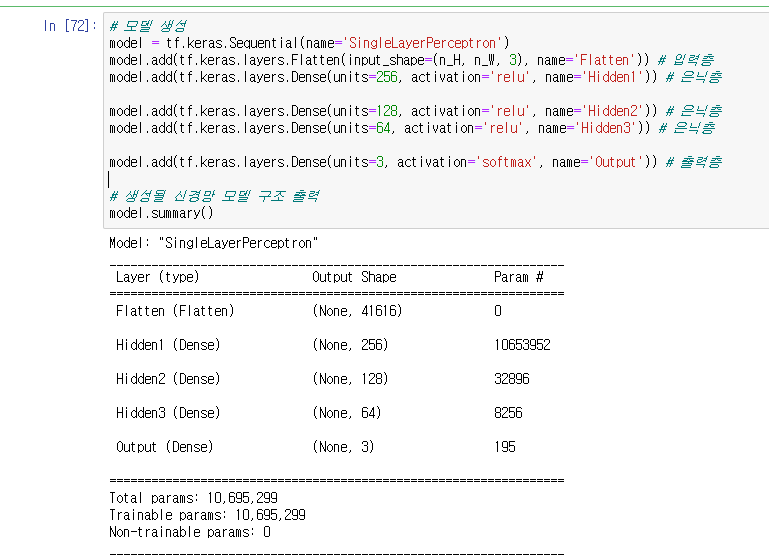 In [72]:
# 모델 생성
model = tf.keras.Sequential(name='SingleLayerPerceptron')
model.add(tf.keras.layers.Flatten(input_shape=(n_H, n_W, 3), name='Flatten')) # 입력층
model.add(tf.keras.layers.Dense(units=256, activation='relu', name='Hidden1')) # 은닉층
model.add(tf.keras.layers.Dense(units=128, activation='relu', name='Hidden2')) # 은닉층
model.add(tf.keras.layers.Dense(units=64, activation='relu', name='Hidden3')) # 은닉층
model.add(tf.keras.layers.Dense(units=3, activation='softmax', name='Output')) # 출력층
# 생성될 신경망 모델 구조 출력
model.summary()
Model: "SingleLayerPerceptron"
Layer (type) Output Shape Param #
Flatten (Flatten) (None, 41616) 0
Hidden1 (Dense) (None, 256) 10653952
Hidden2 (Dense) (None, 128) 32896
Hidden3 (Dense) (None, 64) 8256
Output (Dense) (None, 3) 195
Total params: 10,695,299
Trainable params: 10,695,299
Non-trainable params: 0